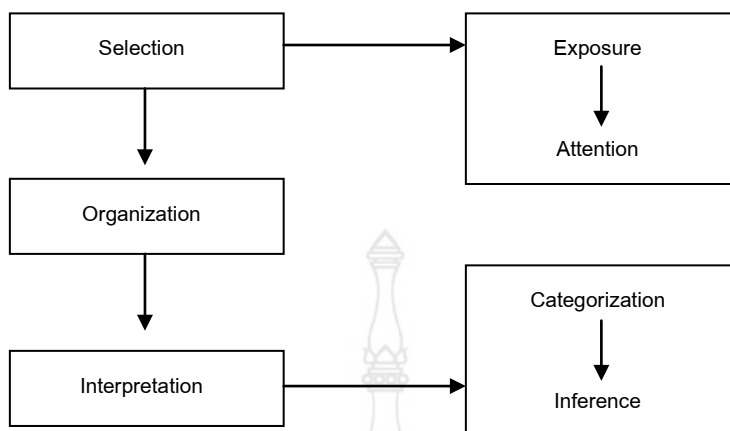 Selection
Exposure
Attention
Organization
Categorization
Interpretation
Inference